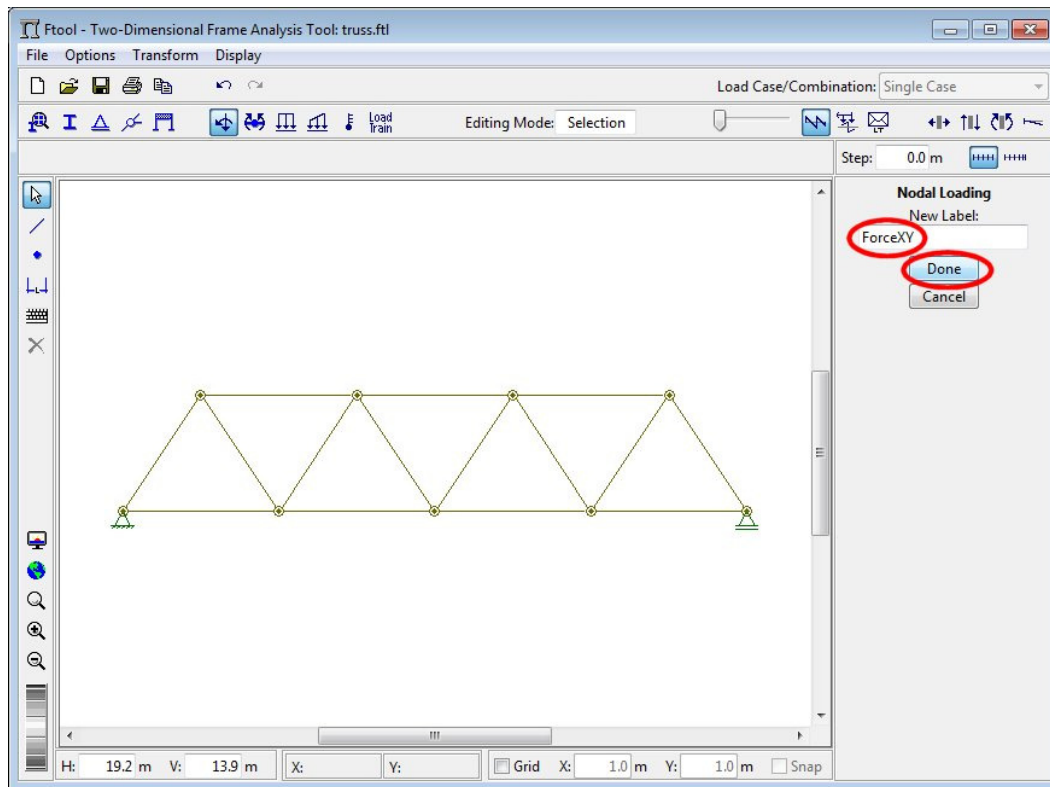 Ftool - Two-Dimensional Frame Analysis Tool: truss.ftl
File Options Transform Display
Load Case/Combination: Single Case
Load Train
Editing Mode: Selection
LT
Step: 0.0 m
Nodal Loading
New Label:
ForceXY
Done
Cancel
L
H: 19.2 m V: 13.9 m X: Y: Grid X: 1.0 m Y: 1.0 m Snap